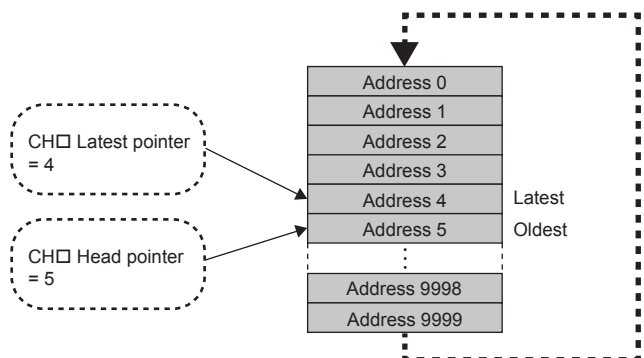 Address 0
Address 1
Address 2
Address 3
Address 4
Latest
Address 5
Oldest
Address 9998
Address 9999
CH□ Latest pointer
= 4
CH□ Head pointer
= 5